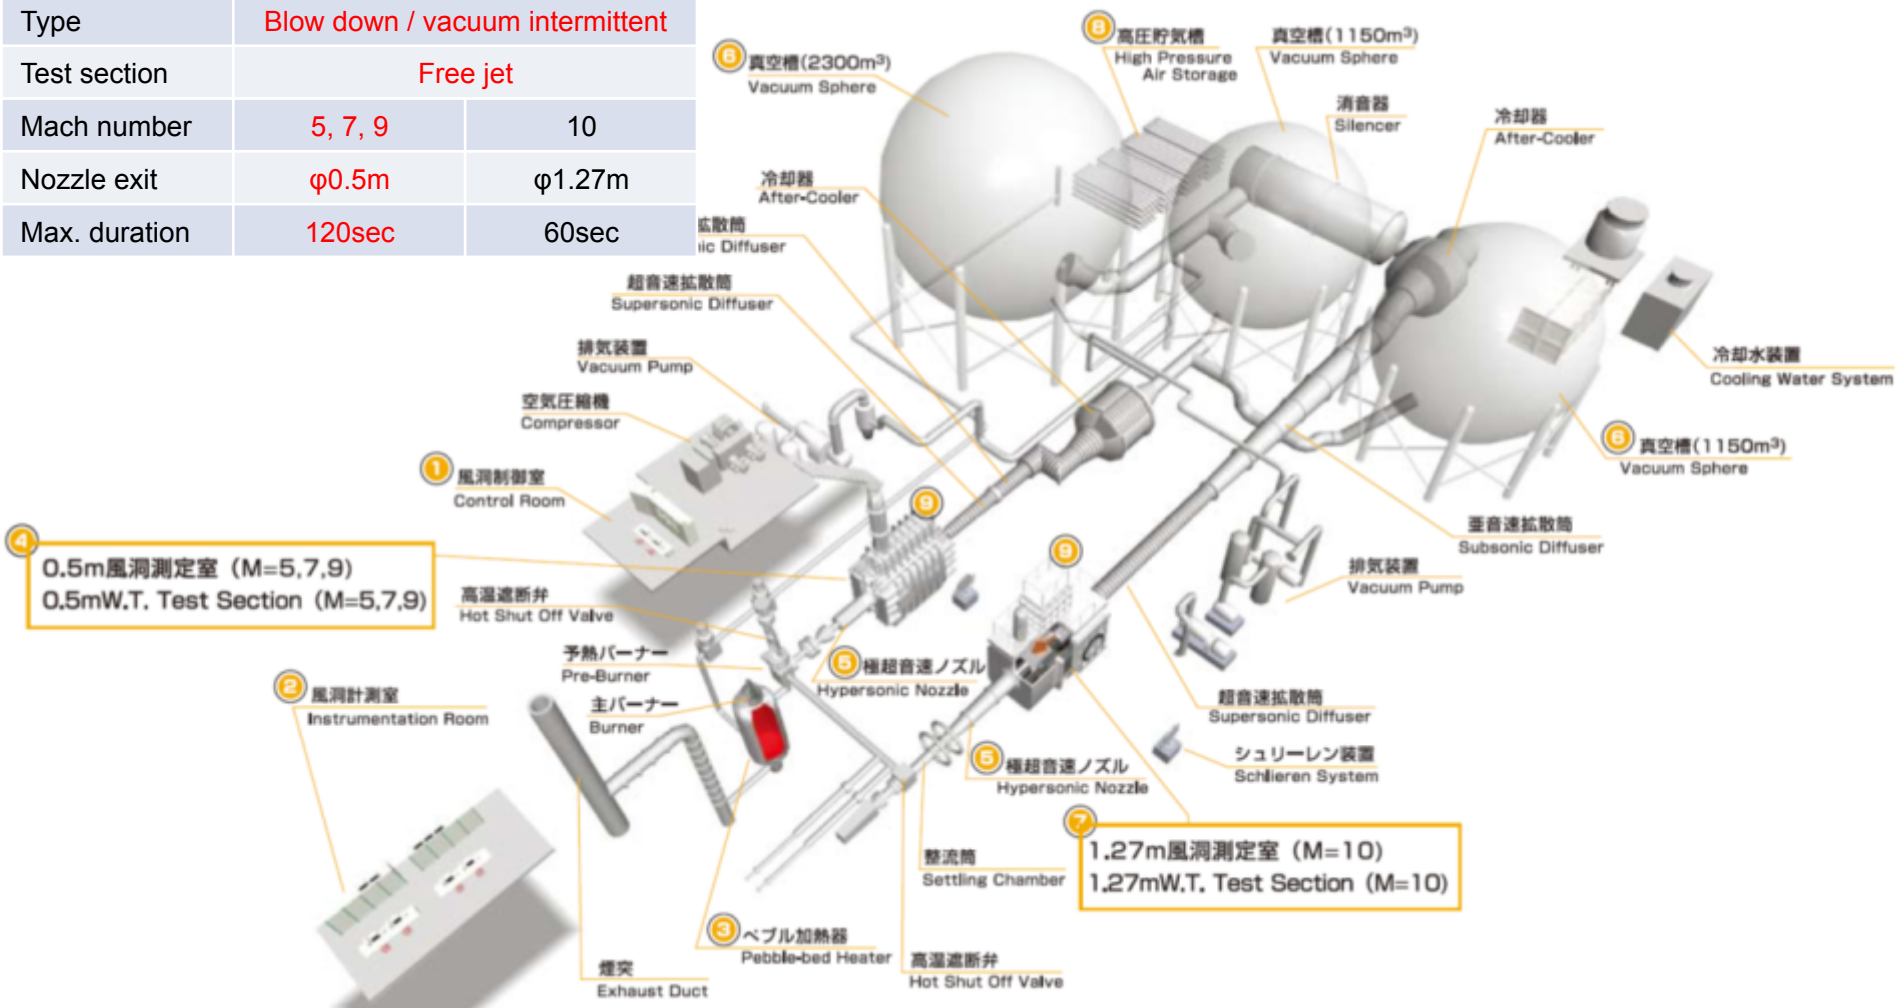 Type Blow down / vacuum intermittent
Test section Free jet
Mach number 5, 7, 9 10
Nozzle exit φ0.5m φ1.27m
Max. duration 120sec 60sec
6 真空槽(2300m³)
Vacuum Sphere
8 高圧貯気槽
High Pressure
Air Storage
真空槽(1150m³)
Vacuum Sphere
消音器
Silencer
冷却器
After-Cooler
冷却器
After-Cooler
拡散筒
ic Diffuser
超音速拡散筒
Supersonic Diffuser
排気装置
Vacuum Pump
空気圧縮機
Compressor
冷却水装置
Cooling Water System
6 真空槽(1150m³)
Vacuum Sphere
1 風洞制御室
Control Room
9
亜音速拡散筒
Subsonic Diffuser
4
0.5m風洞測定室（M=5,7,9）
0.5mW.T. Test Section（M=5,7,9）
9
排気装置
Vacuum Pump
高温遮断弁
Hot Shut Off Valve
予熱バーナー
Pre-Burner
5 極超音速ノズル
Hypersonic Nozzle
2 風洞計測室
Instrumentation Room
主バーナー
Burner
超音速拡散筒
Supersonic Diffuser
シュリーレン装置
Schlieren System
5 極超音速ノズル
Hypersonic Nozzle
7
1.27m風洞測定室（M=10）
1.27mW.T. Test Section（M=10）
整流筒
Settling Chamber
3 ペブル加熱器
Pebble-bed Heater
高温遮断弁
Hot Shut Off Valve
煙突
Exhaust Duct